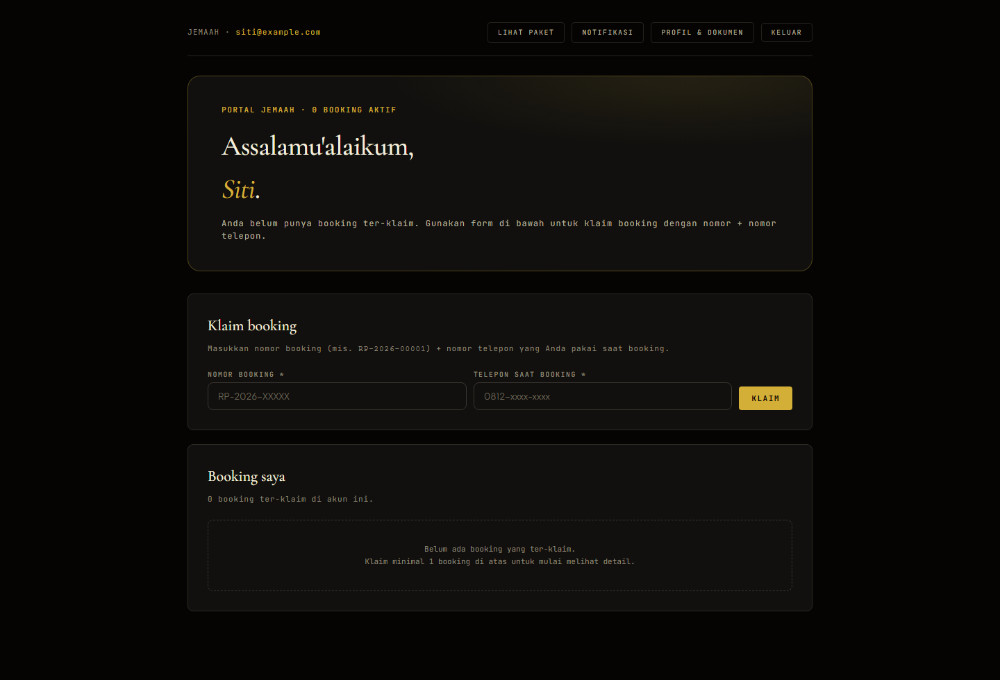 JEMAAH · siti@example.com
LIHAT PAKET
NOTIFIKASI
PROFIL & DOKUMEN
KELUAR
PORTAL JEMAAH · 0 BOOKING AKTIF
Assalamu'alaikum,
Siti.
Anda belum punya booking ter-klaim. Gunakan form di bawah untuk klaim booking dengan nomor + nomor
telepon.
Klaim booking
Masukkan nomor booking (mis. RP-2026-00001) + nomor telepon yang Anda pakai saat booking.
NOMOR BOOKING *
TELEPON SAAT BOOKING *
RP-2026-XXXXX
0812-xxxx-xxxx
KLAIM
Booking saya
0 booking ter-klaim di akun ini.
Belum ada booking yang ter-klaim.
Klaim minimal 1 booking di atas untuk mulai melihat detail.